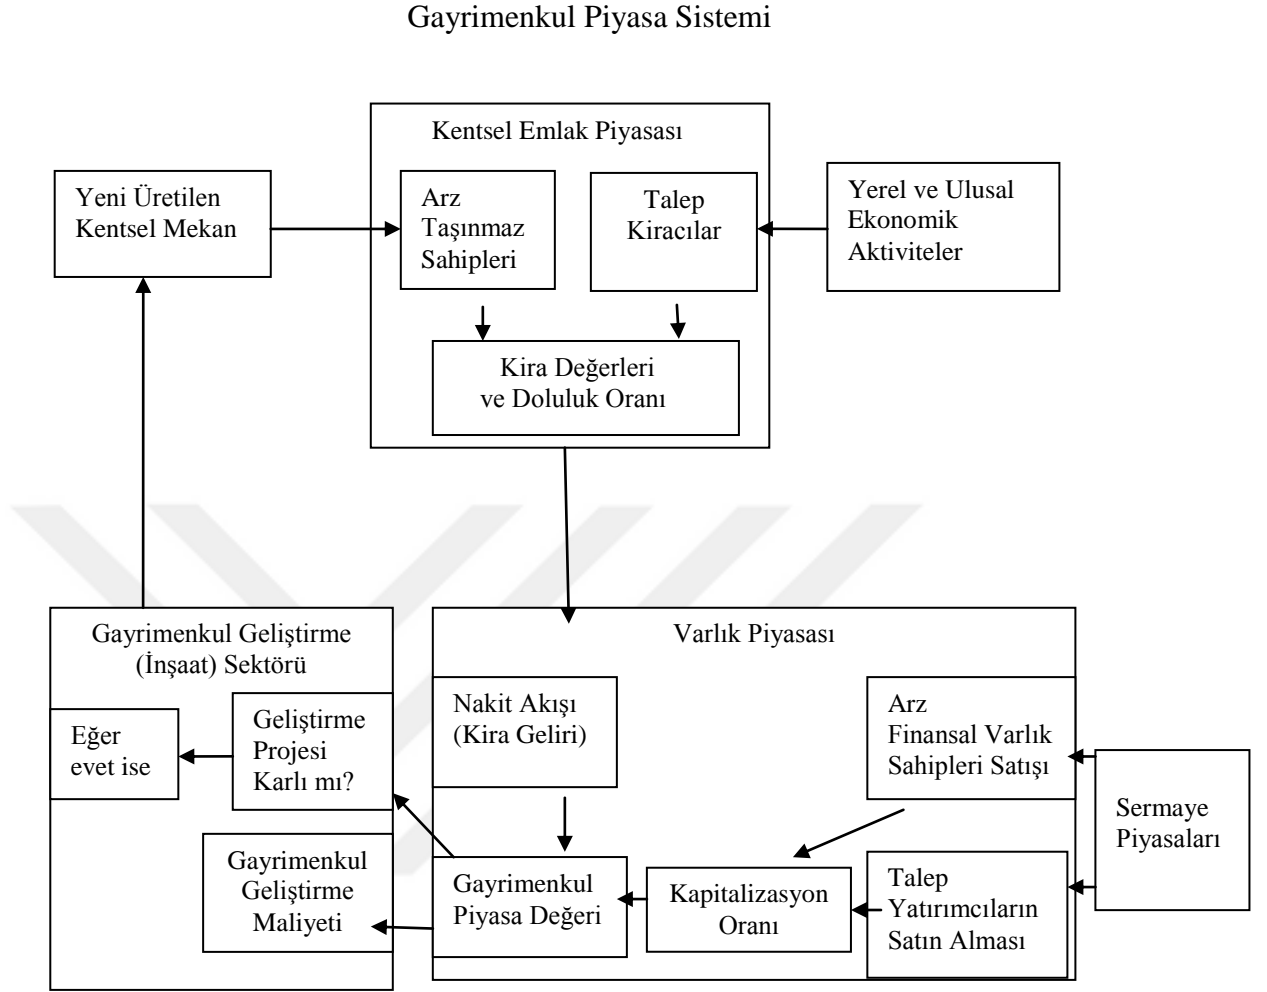 Gayrimenkul Piyasa Sistemi
Kentsel Emlak Piyasası
Yeni Üretilen
Kentsel Mekan
Arz
Taşınmaz
Sahipleri
Talep
Kiracılar
Yerel ve Ulusal
Ekonomik
Aktiviteler
Kira Değerleri
ve Doluluk Oranı
Gayrimenkul Geliştirme
(İnşaat) Sektörü
Eğer
evet ise
Geliştirme
Projesi
Karlı mı?
Gayrimenkul
Geliştirme
Maliyeti
Varlık Piyasası
Nakit Akışı
(Kira Geliri)
Arz
Finansal Varlık
Sahipleri Satışı
Gayrimenkul
Piyasa Değeri
Kapitalizasyon
Oranı
Talep
Yatırımcıların
Satın Alması
Sermaye
Piyasaları